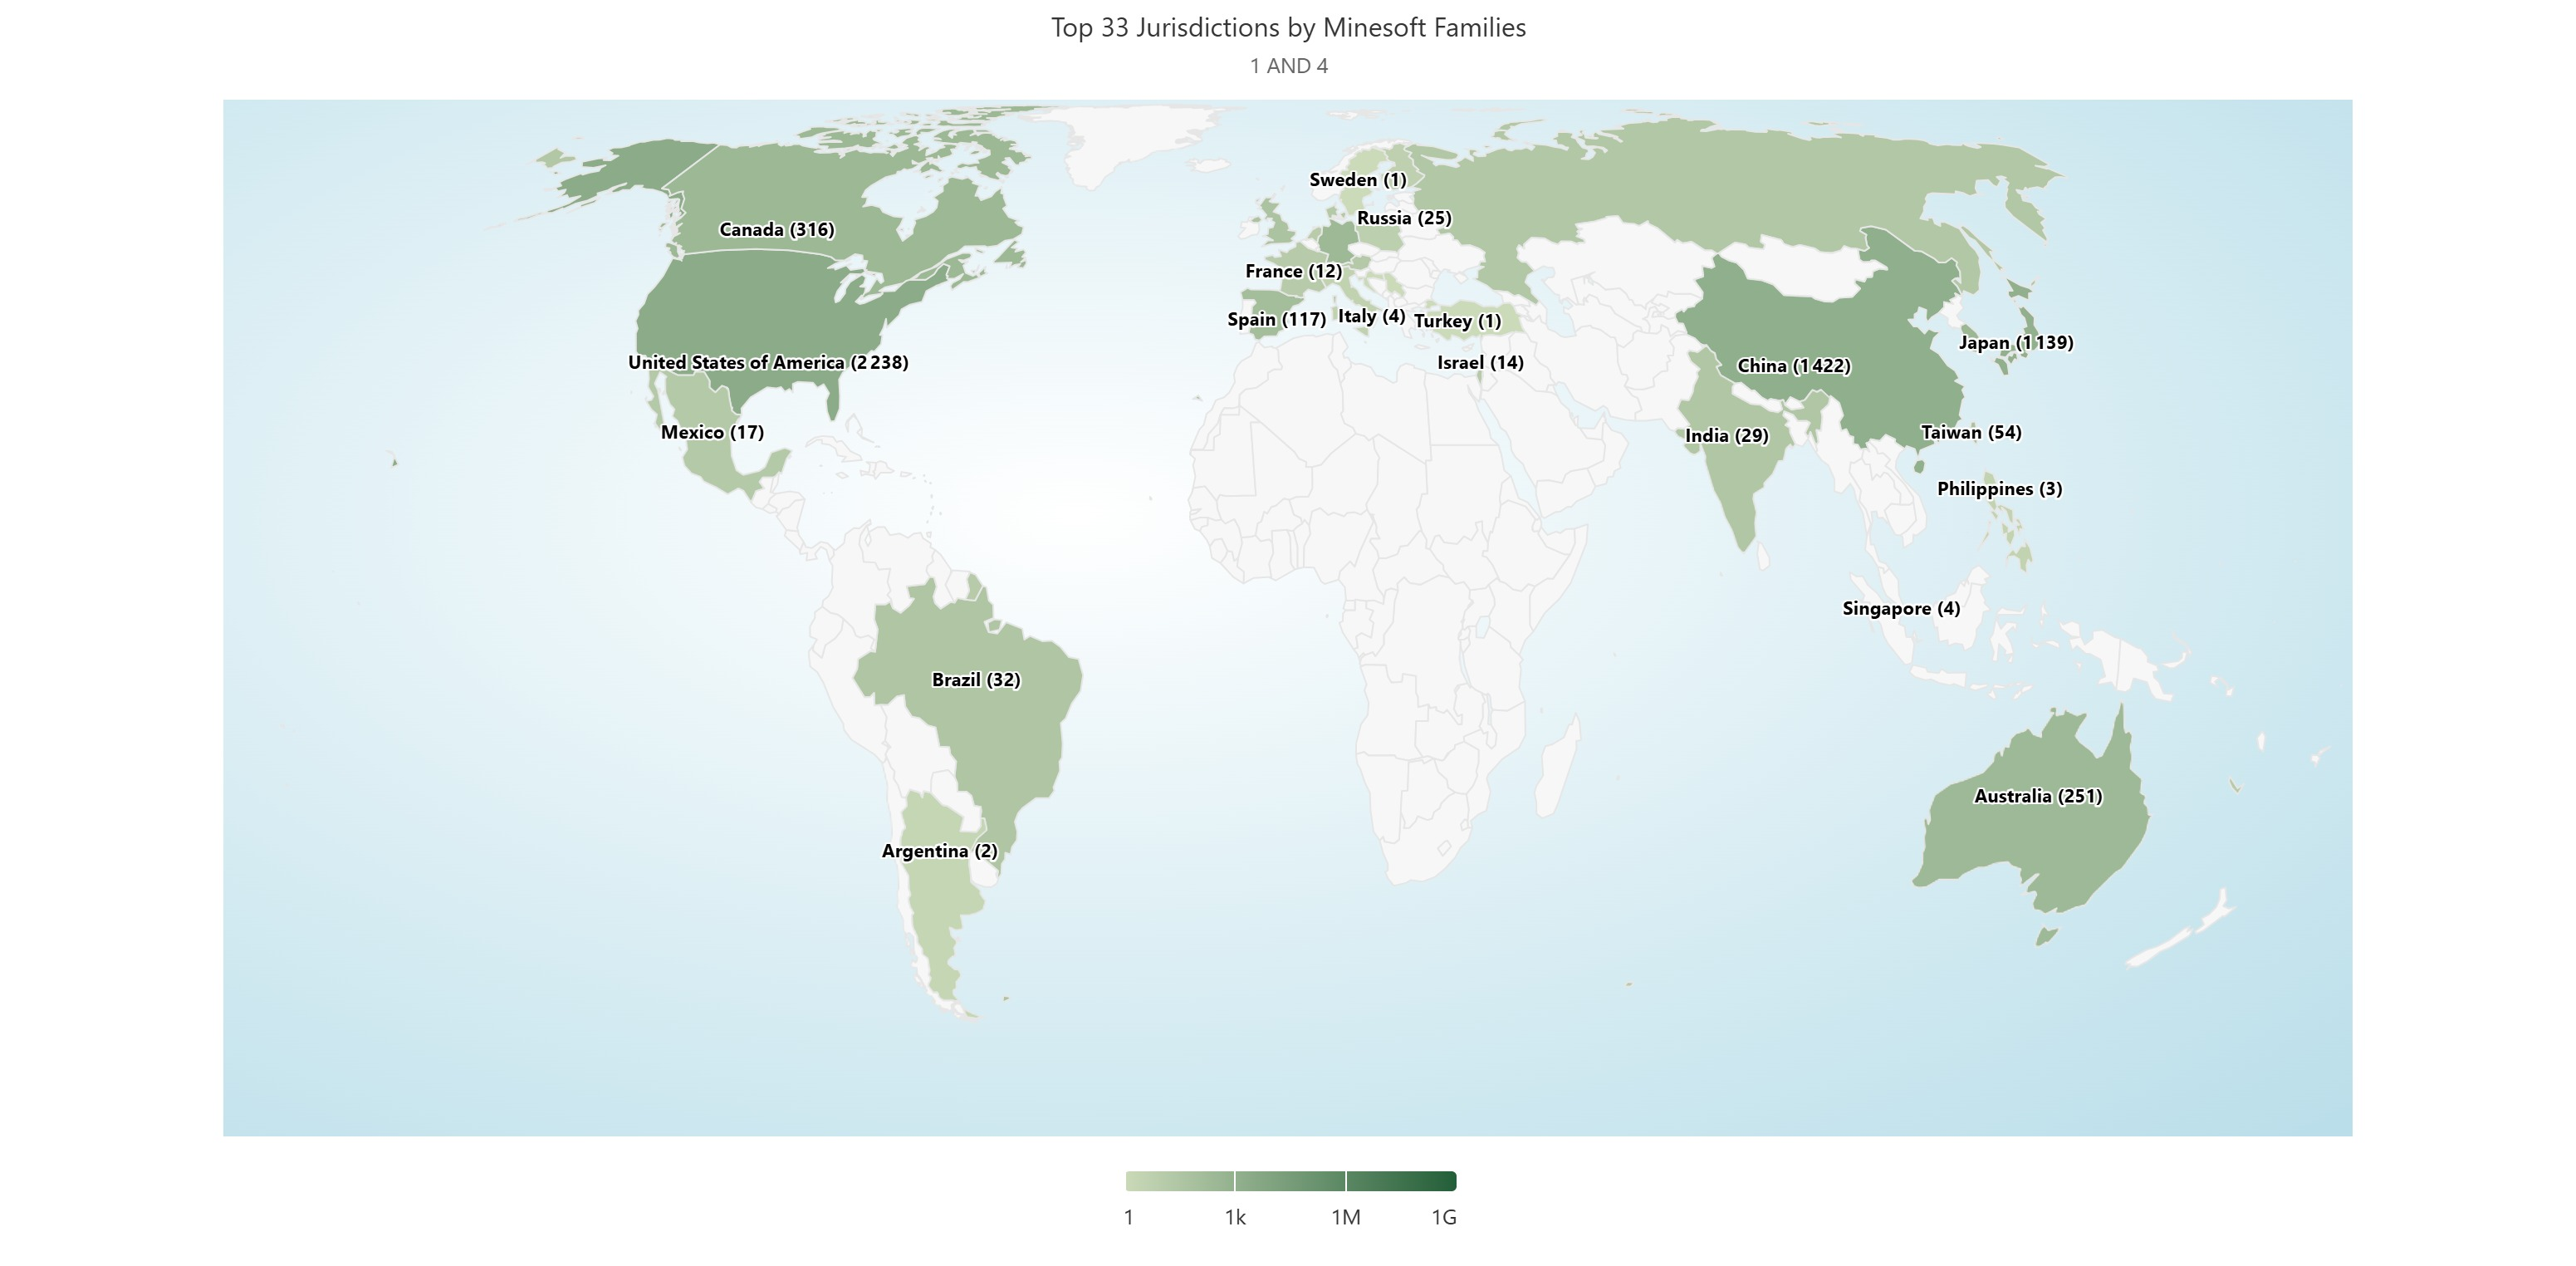 Top 33 Jurisdictions by Minesoft Families
1 AND 4
Sweden (1)
Russia (25)
Canada (316)
France (12)
Spain (117)
Italy (4)
Turkey (1)
Japan (1 139)
United States of America (2 238)
Israel (14)
China (1 422)
Mexico (17)
India (29)
Taiwan (54)
Philippines (3)
Singapore (4)
Brazil (32)
Australia (251)
Argentina (2)
1 1k 1M 1G